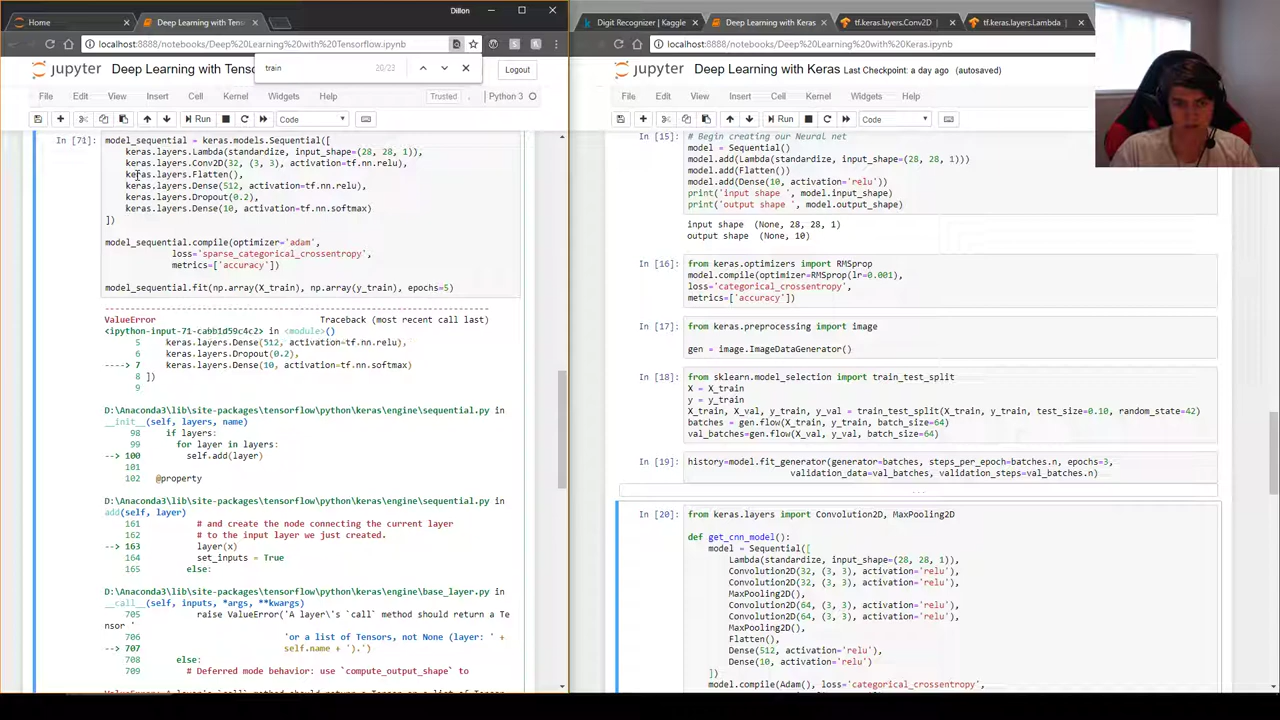 Home
Deep Learning with Tens
Dillon
Digit Recognizer | Kaggle
Deep Learning with Keras
tf.keras.layers.Conv2D
tf.keras.layers.Lambda
localhost:8888/notebooks/Deep%20Learning%20with%20Tensorflow.ipynb
localhost:8888/notebooks/Deep%20Learning%20with%20Keras.ipynb
train
20/23
jupyter
Deep Learning with Tenso
Logout
jupyter
Deep Learning with Keras
Last Checkpoint: a day ago
(autosaved)
File Edit View Insert Cell Kernel Widgets Help
Trusted
Python 3
File Edit View Insert Cell Kernel Widgets Help
Run
Code
Run
Code
In [71]:
model_sequential = keras.models.Sequential([
keras.layers.Lambda(standardize, input_shape=(28, 28, 1)),
keras.layers.Conv2D(32, (3, 3), activation=tf.nn.relu),
keras.layers.Flatten(),
keras.layers.Dense(512, activation=tf.nn.relu),
keras.layers.Dropout(0.2),
keras.layers.Dense(10, activation=tf.nn.softmax)
])
model_sequential.compile(optimizer='adam',
loss='sparse_categorical_crossentropy',
metrics=['accuracy'])
model_sequential.fit(np.array(X_train), np.array(y_train), epochs=5)
ValueError Traceback (most recent call last)
<ipython-input-71-cabb1d59c4c2> in <module>()
5 keras.layers.Dense(512, activation=tf.nn.relu),
6 keras.layers.Dropout(0.2),
----> 7 keras.layers.Dense(10, activation=tf.nn.softmax)
8 ])
9
D:\Anaconda3\lib\site-packages\tensorflow\python\keras\engine\sequential.py in
__init__(self, layers, name)
98 if layers:
99 for layer in layers:
--> 100 self.add(layer)
101
102 @property
D:\Anaconda3\lib\site-packages\tensorflow\python\keras\engine\sequential.py in
add(self, layer)
161 # and create the node connecting the current layer
162 # to the input layer we just created.
--> 163 layer(x)
164 set_inputs = True
165 else:
D:\Anaconda3\lib\site-packages\tensorflow\python\keras\engine\base_layer.py in
__call__(self, inputs, *args, **kwargs)
705 raise ValueError('A layer\'s `call` method should return a Te
nsor '
706 'or a list of Tensors, not None (layer: ' +
--> 707 self.name + ').')
708 else:
709 # Deferred mode behavior: use `compute_output_shape` to
In [15]:
# Begin creating our Neural net
model = Sequential()
model.add(Lambda(standardize, input_shape=(28, 28, 1)))
model.add(Flatten())
model.add(Dense(10, activation='relu'))
print('input shape ', model.input_shape)
print('output shape ', model.output_shape)
input shape (None, 28, 28, 1)
output shape (None, 10)
In [16]:
from keras.optimizers import RMSprop
model.compile(optimizer=RMSprop(lr=0.001),
loss='categorical_crossentropy',
metrics=['accuracy'])
In [17]:
from keras.preprocessing import image
gen = image.ImageDataGenerator()
In [18]:
from sklearn.model_selection import train_test_split
X = X_train
y = y_train
X_train, X_val, y_train, y_val = train_test_split(X_train, y_train, test_size=0.10, random_state=42)
batches = gen.flow(X_train, y_train, batch_size=64)
val_batches=gen.flow(X_val, y_val, batch_size=64)
In [19]:
history=model.fit_generator(generator=batches, steps_per_epoch=batches.n, epochs=3,
validation_data=val_batches, validation_steps=val_batches.n)
...
In [20]:
from keras.layers import Convolution2D, MaxPooling2D
def get_cnn_model():
model = Sequential([
Lambda(standardize, input_shape=(28, 28, 1)),
Convolution2D(32, (3, 3), activation='relu'),
Convolution2D(32, (3, 3), activation='relu'),
MaxPooling2D(),
Convolution2D(64, (3, 3), activation='relu'),
Convolution2D(64, (3, 3), activation='relu'),
MaxPooling2D(),
Flatten(),
Dense(512, activation='relu'),
Dense(10, activation='relu')
])
model.compile(Adam(), loss='categorical_crossentropy',